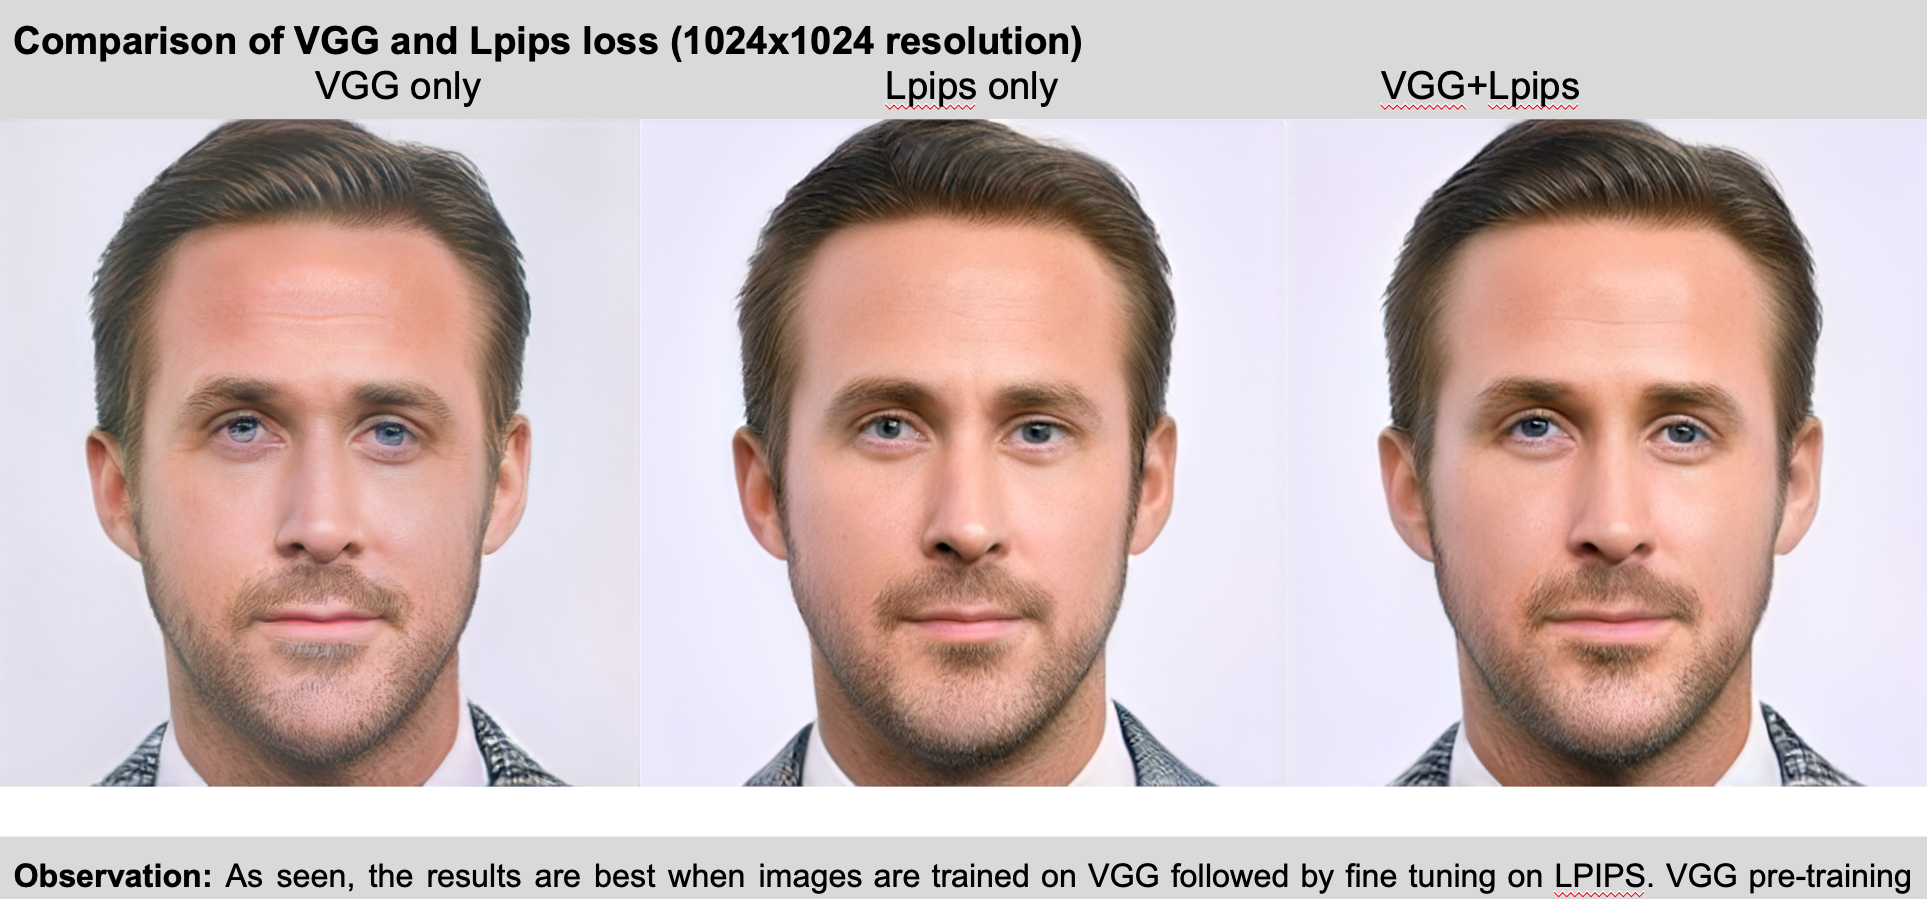 Comparison of VGG and Lpips loss (1024x1024 resolution)
VGG only Lpips only VGG+Lpips
Observation: As seen, the results are best when images are trained on VGG followed by fine tuning on LPIPS. VGG pre-training